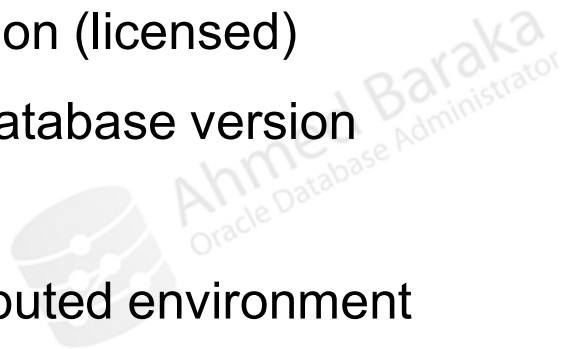 on (licensed)
atabase version
Ahmed Baraka
Oracle Database Administrator
buted environment